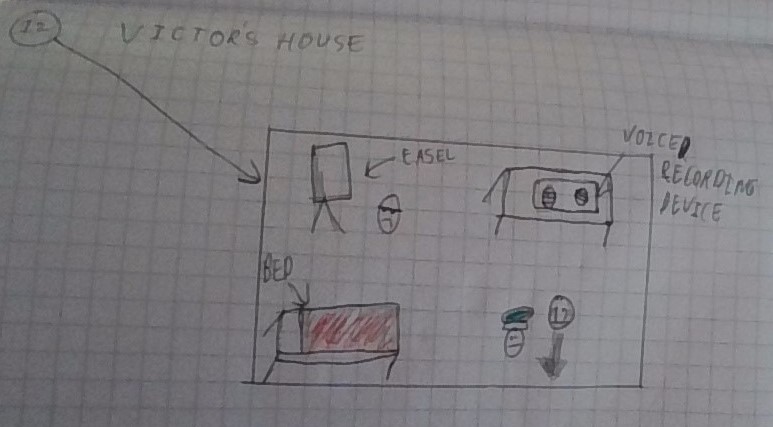 12 VICTOR'S HOUSE
EASEL
VOICED
RECORDING
DEVICE
BED
12